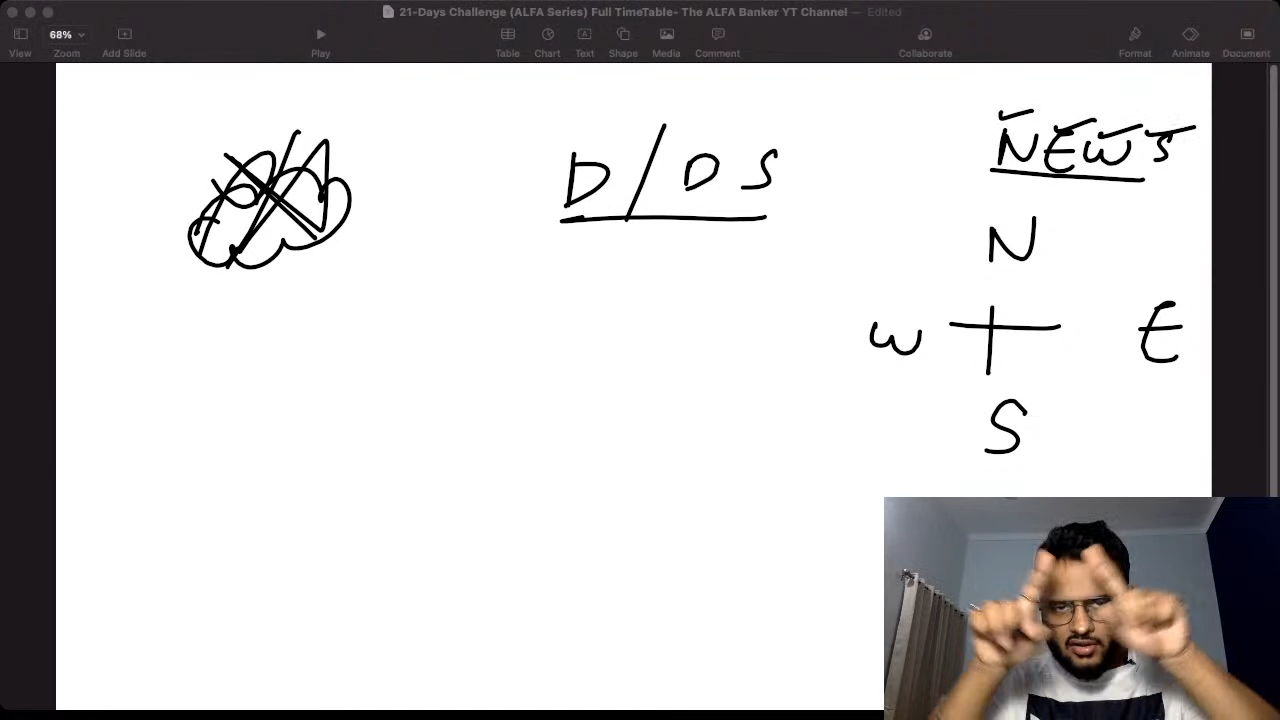 21-Days Challenge (ALFA Series) Full TimeTable- The ALFA Banker YT Channel — Edited
68%
View Zoom Add Slide Play Table Chart Text Shape Media Comment Collaborate Format Animate Document
D/DS
NEWS
N
W E
S